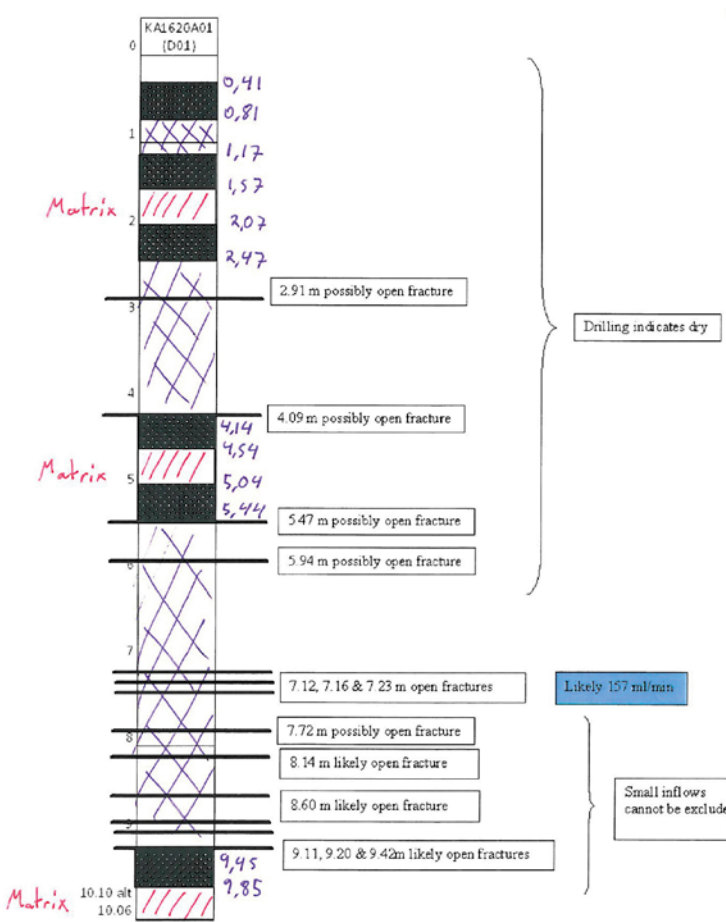 KA1620A01
(D01)
0
0,41
0,81
1
1,17
1,57
Matrix
2
2,07
2,47
2.91 m possibly open fracture
3
Drilling indicates dry
4
4.09 m possibly open fracture
4,14
4,54
Matrix
5
5,04
5,44
5.47 m possibly open fracture
5.94 m possibly open fracture
6
7
7.12, 7.16 & 7.23 m open fractures
Likely 157 ml/min
7.72 m possibly open fracture
8
8.14 m likely open fracture
8.60 m likely open fracture
Small inflows
cannot be exclude
9
9.11, 9.20 & 9.42m likely open fractures
9,45
9,85
10.10 alt
10.06
Matrix